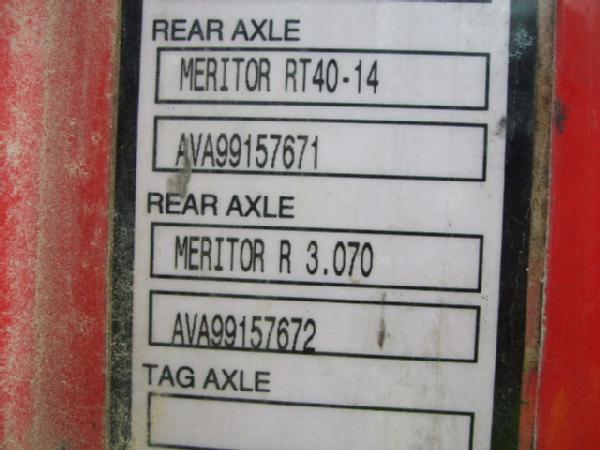 REAR AXLE
MERITOR RT40-14
AVA99157671
REAR AXLE
MERITOR R 3.070
AVA99157672
TAG AXLE